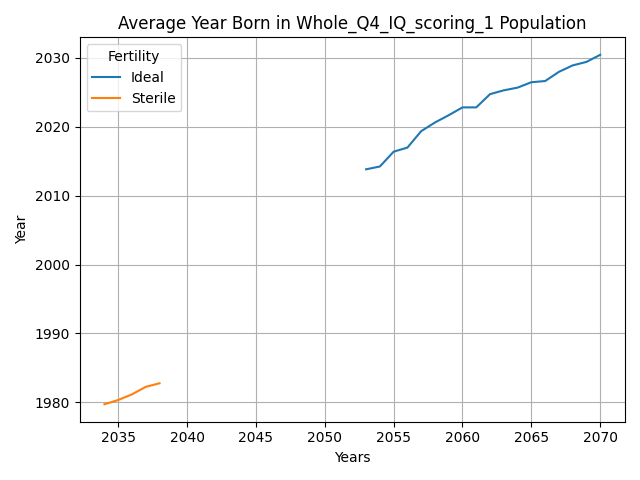 Average Year Born in Whole_Q4_IQ_scoring_1 Population
Fertility
Ideal
Sterile
2030
2020
2010
2000
1990
1980
Year
2035 2040 2045 2050 2055 2060 2065 2070
Years